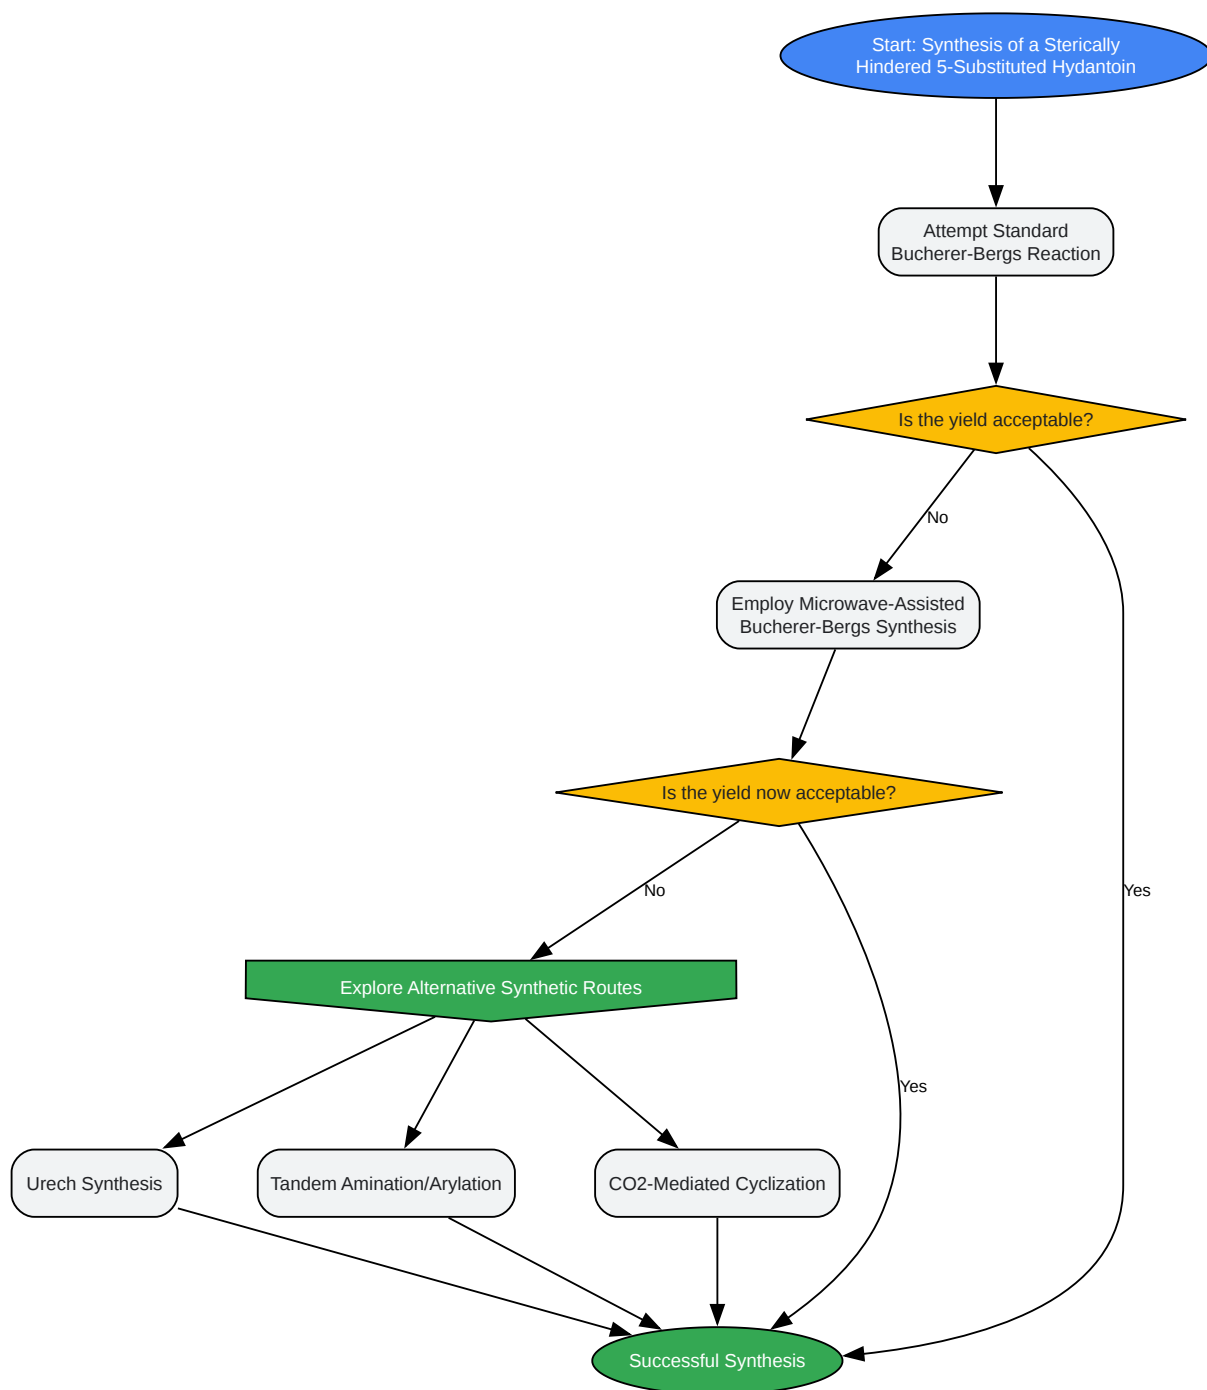 Start: Synthesis of a Sterically
Hindered 5-Substituted Hydantoin
Attempt Standard
Bucherer-Bergs Reaction
Is the yield acceptable?
No
Employ Microwave-Assisted
Bucherer-Bergs Synthesis
Is the yield now acceptable?
No
Yes
Explore Alternative Synthetic Routes
Yes
Urech Synthesis
Tandem Amination/Arylation
CO2-Mediated Cyclization
Successful Synthesis